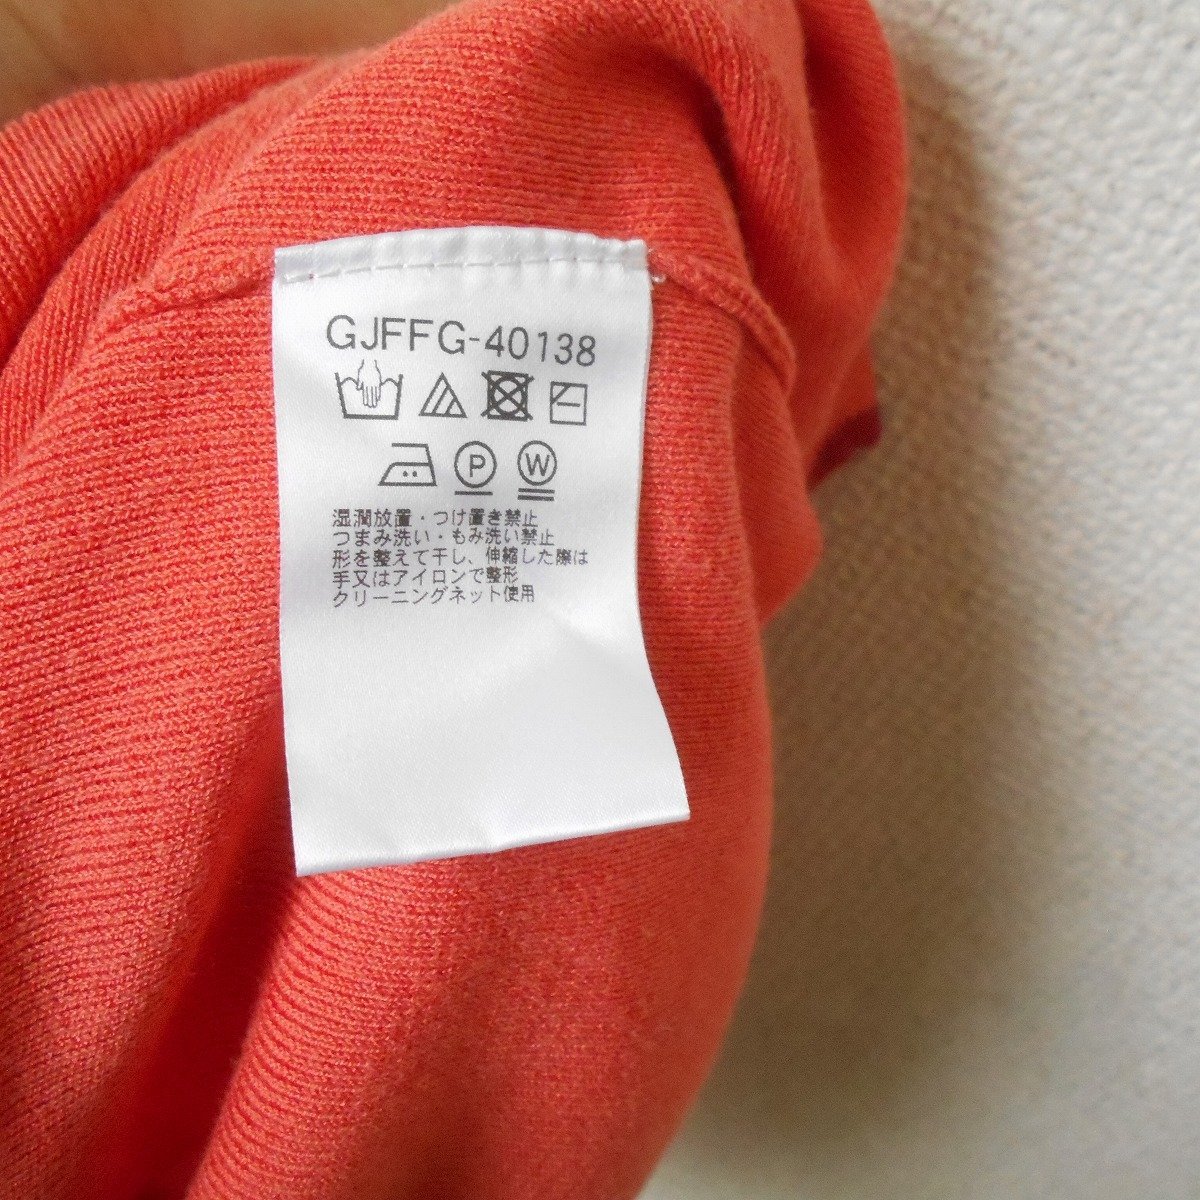 GJFFG-40138
P W
湿潤放置・つけ置き禁止
つまみ洗い・もみ洗い禁止
形を整えて干し、伸縮した際は
手又はアイロンで整形
クリーニングネット使用